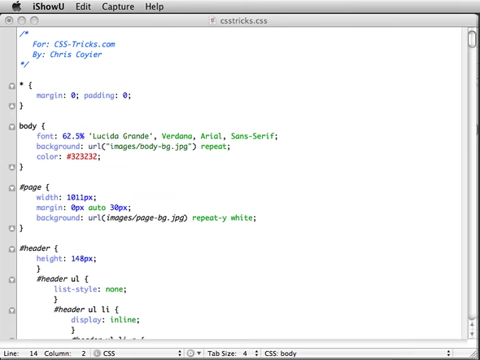 iShowU Edit Capture Help
csstricks.css
/*
For: CSS-Tricks.com
By: Chris Coyier
*/
* {
margin: 0; padding: 0;
}
body {
font: 62.5% 'Lucida Grande', Verdana, Arial, Sans-Serif;
background: url("images/body-bg.jpg") repeat;
color: #323232;
}
#page {
width: 1011px;
margin: 0px auto 30px;
background: url(images/page-bg.jpg) repeat-y white;
}
#header {
height: 148px;
}
#header ul {
list-style: none;
}
#header ul li {
display: inline;
}
Line: 14 Column: 2 CSS Tab Size: 4 CSS: body